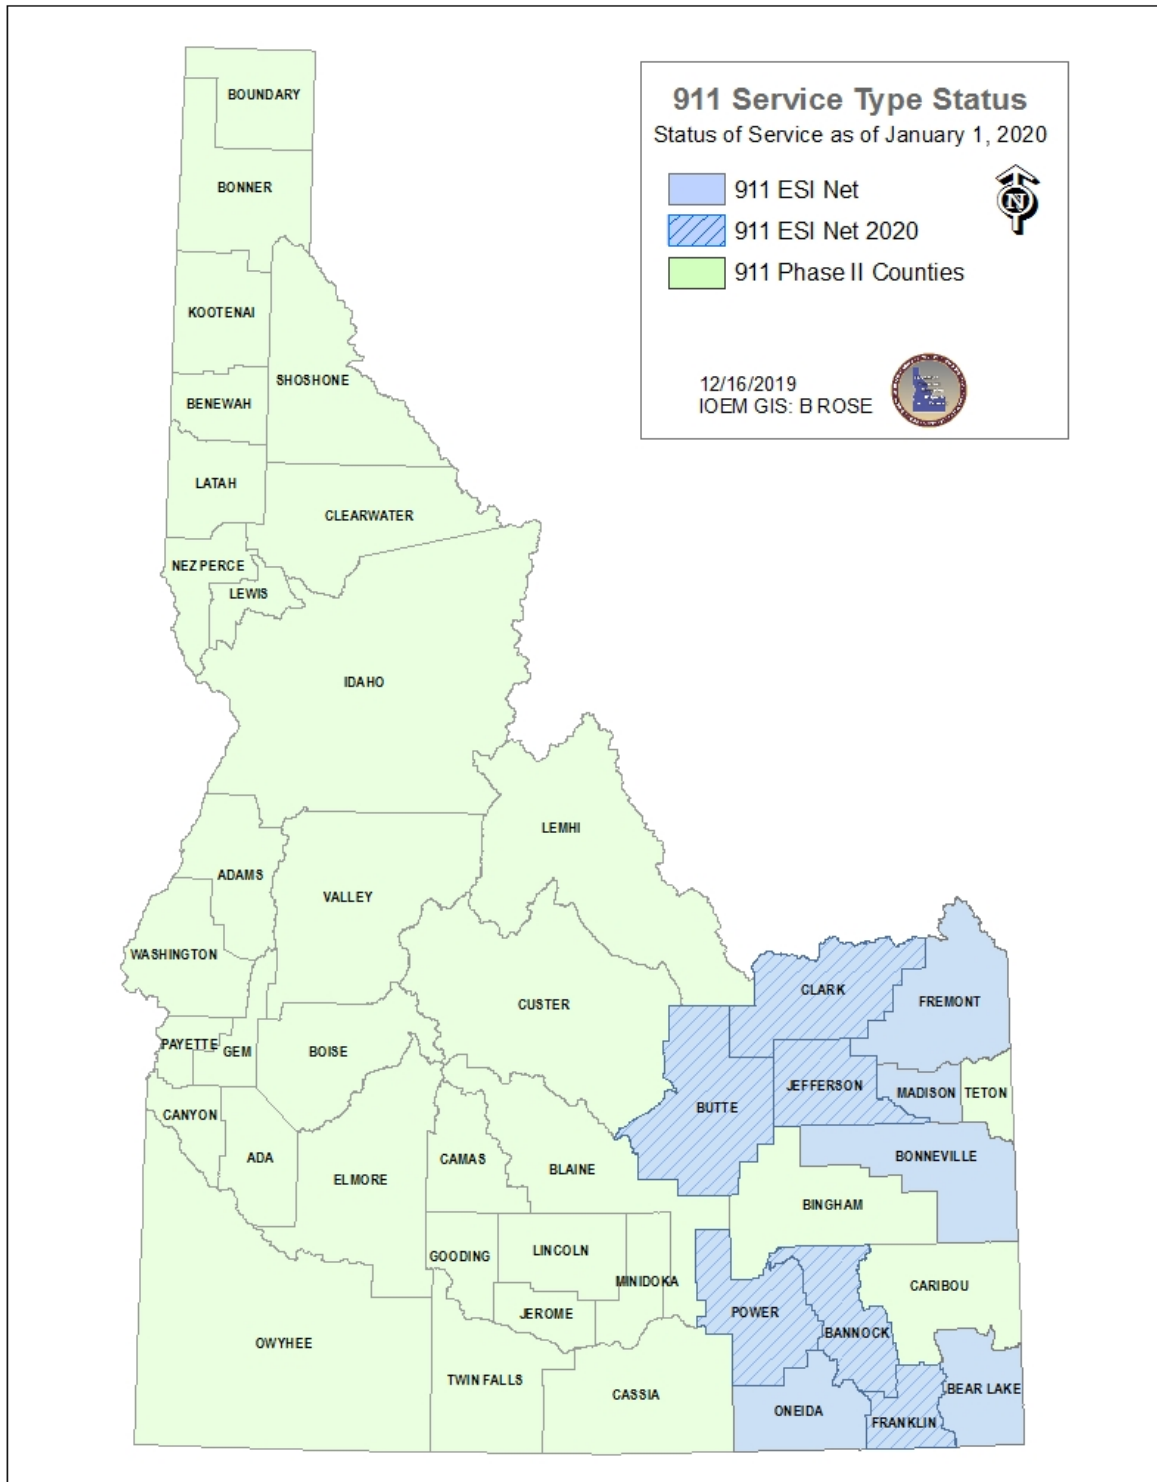 911 Service Type Status
Status of Service as of January 1, 2020
911 ESI Net
N
911 ESI Net 2020
911 Phase II Counties
12/16/2019
IOEM GIS: B ROSE
BOUNDARY
BONNER
KOOTENAI
SHOSHONE
BENEWAH
LATAH
CLEARWATER
NEZ PERCE
LEWIS
IDAHO
LEMHI
ADAMS
VALLEY
WASHINGTON
CUSTER
CLARK
FREMONT
PAYETTE
GEM
BOISE
JEFFERSON
MADISON
TETON
BUTTE
CANYON
ADA
CAMAS
BLAINE
BONNEVILLE
ELMORE
BINGHAM
GOODING
LINCOLN
MINIDOKA
CARIBOU
JEROME
POWER
BANNOCK
OWYHEE
TWIN FALLS
CASSIA
BEAR LAKE
ONEIDA
FRANKLIN